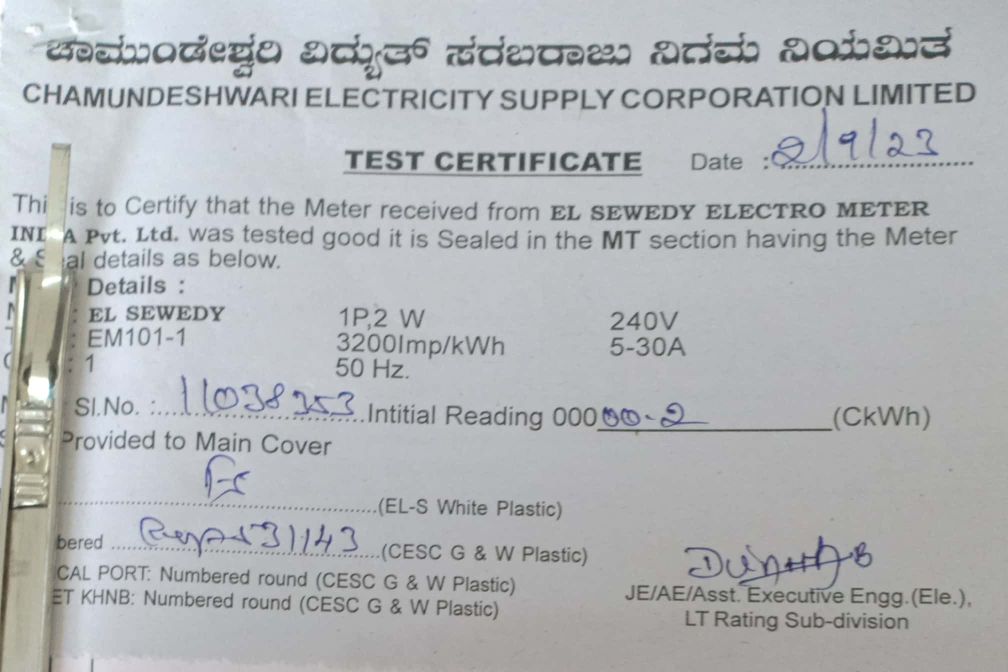 ಚಾಮುಂಡೇಶ್ವರಿ ವಿದ್ಯುತ್ ಸರಬರಾಜು ನಿಗಮ ನಿಯಮಿತ
CHAMUNDESHWARI ELECTRICITY SUPPLY CORPORATION LIMITED
TEST CERTIFICATE Date : 2/9/23
is to Certify that the Meter received from EL SEWEDY ELECTRO METER
Pvt. Ltd. was tested good it is Sealed in the MT section having the Meter
& details as below.
Details :
: EL SEWEDY 1P,2 W 240V
: EM101-1 3200Imp/kWh 5-30A
: 1 50 Hz.
Sl.No. : 11038353 Intitial Reading 000 00-2 (CkWh)
Provided to Main Cover
(EL-S White Plastic)
31143 (CESC G & W Plastic)
CAL PORT: Numbered round (CESC G & W Plastic)
ET KHNB: Numbered round (CESC G & W Plastic)
JE/AE/Asst. Executive Engg.(Ele.),
LT Rating Sub-division